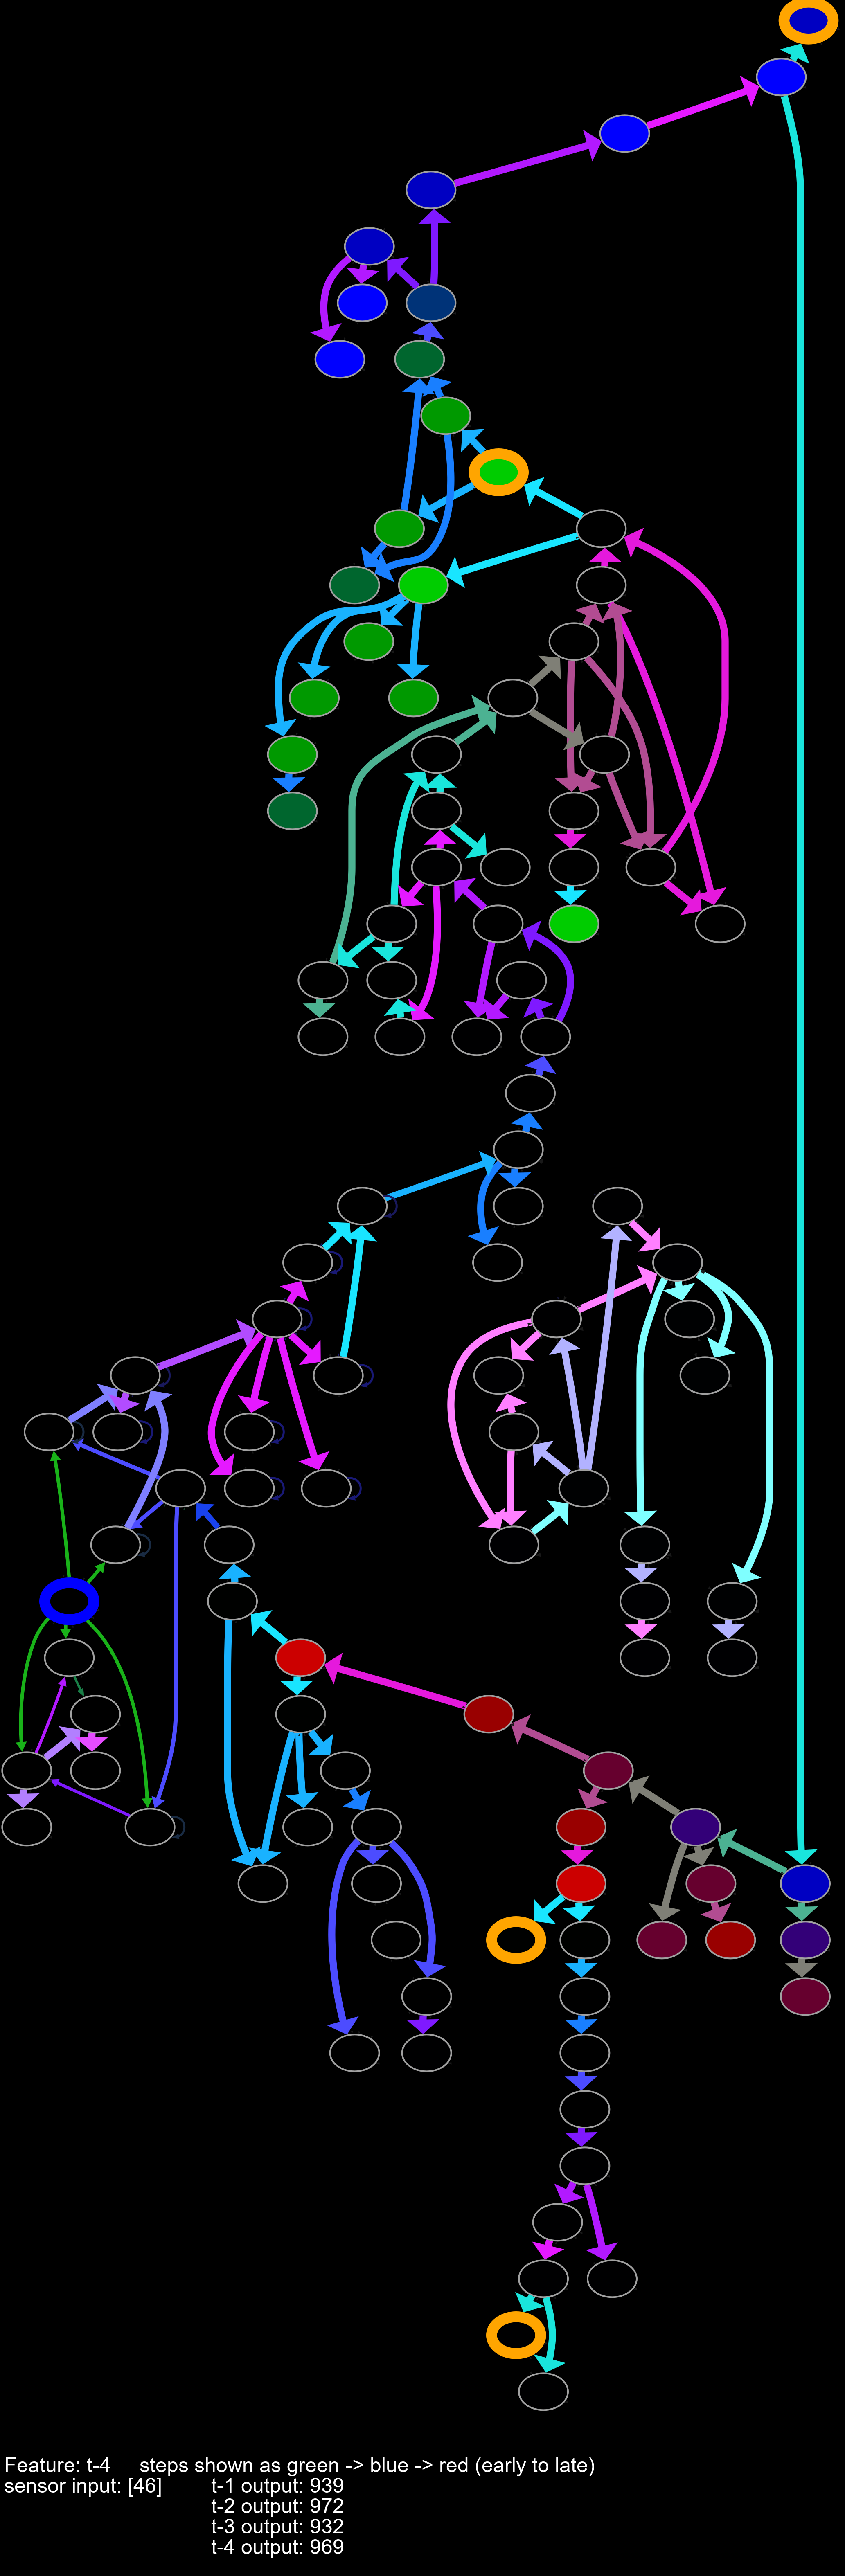 Feature: t-4     steps shown as green -> blue -> red (early to late)
sensor input: [46]          t-1 output: 939
t-2 output: 972
t-3 output: 932
t-4 output: 969